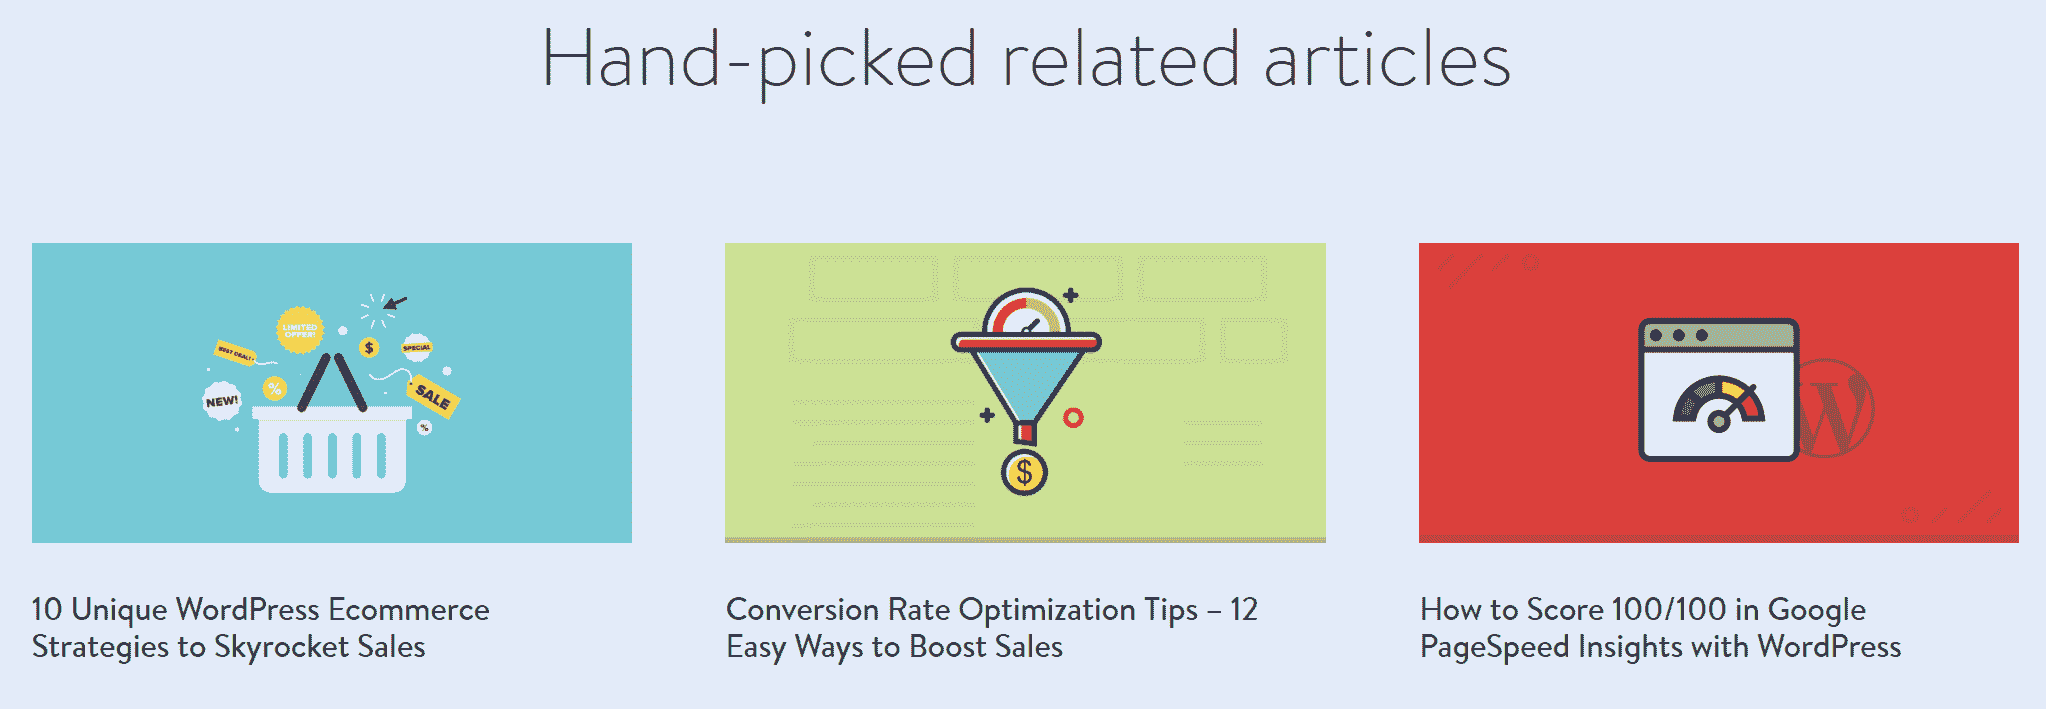 Hand-picked related articles
LIMITED
OFFER!
BEST DEAL!
$
SPECIAL
%
NEW!
SALE
%
$
W
10 Unique WordPress Ecommerce
Strategies to Skyrocket Sales
Conversion Rate Optimization Tips – 12
Easy Ways to Boost Sales
How to Score 100/100 in Google
PageSpeed Insights with WordPress